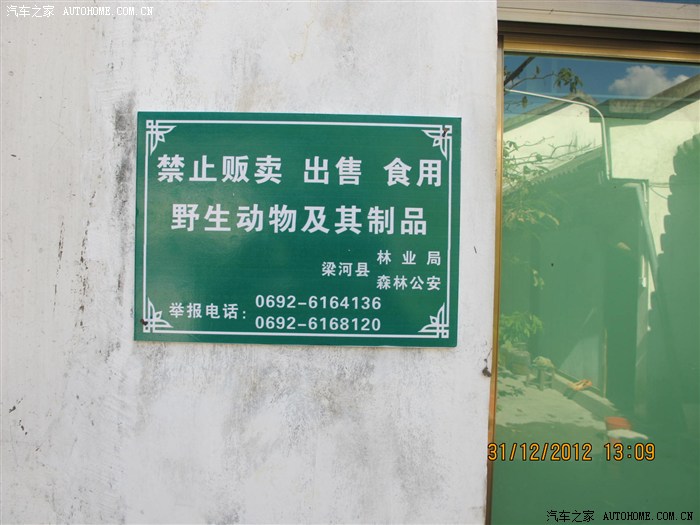 汽车之家 AUTOHOME.COM.CN
禁止贩卖 出售 食用
野生动物及其制品
梁河县 林业局
森林公安
举报电话: 0692-6164136
0692-6168120
31/12/2012 13:09
汽车之家 AUTOHOME.COM.CN